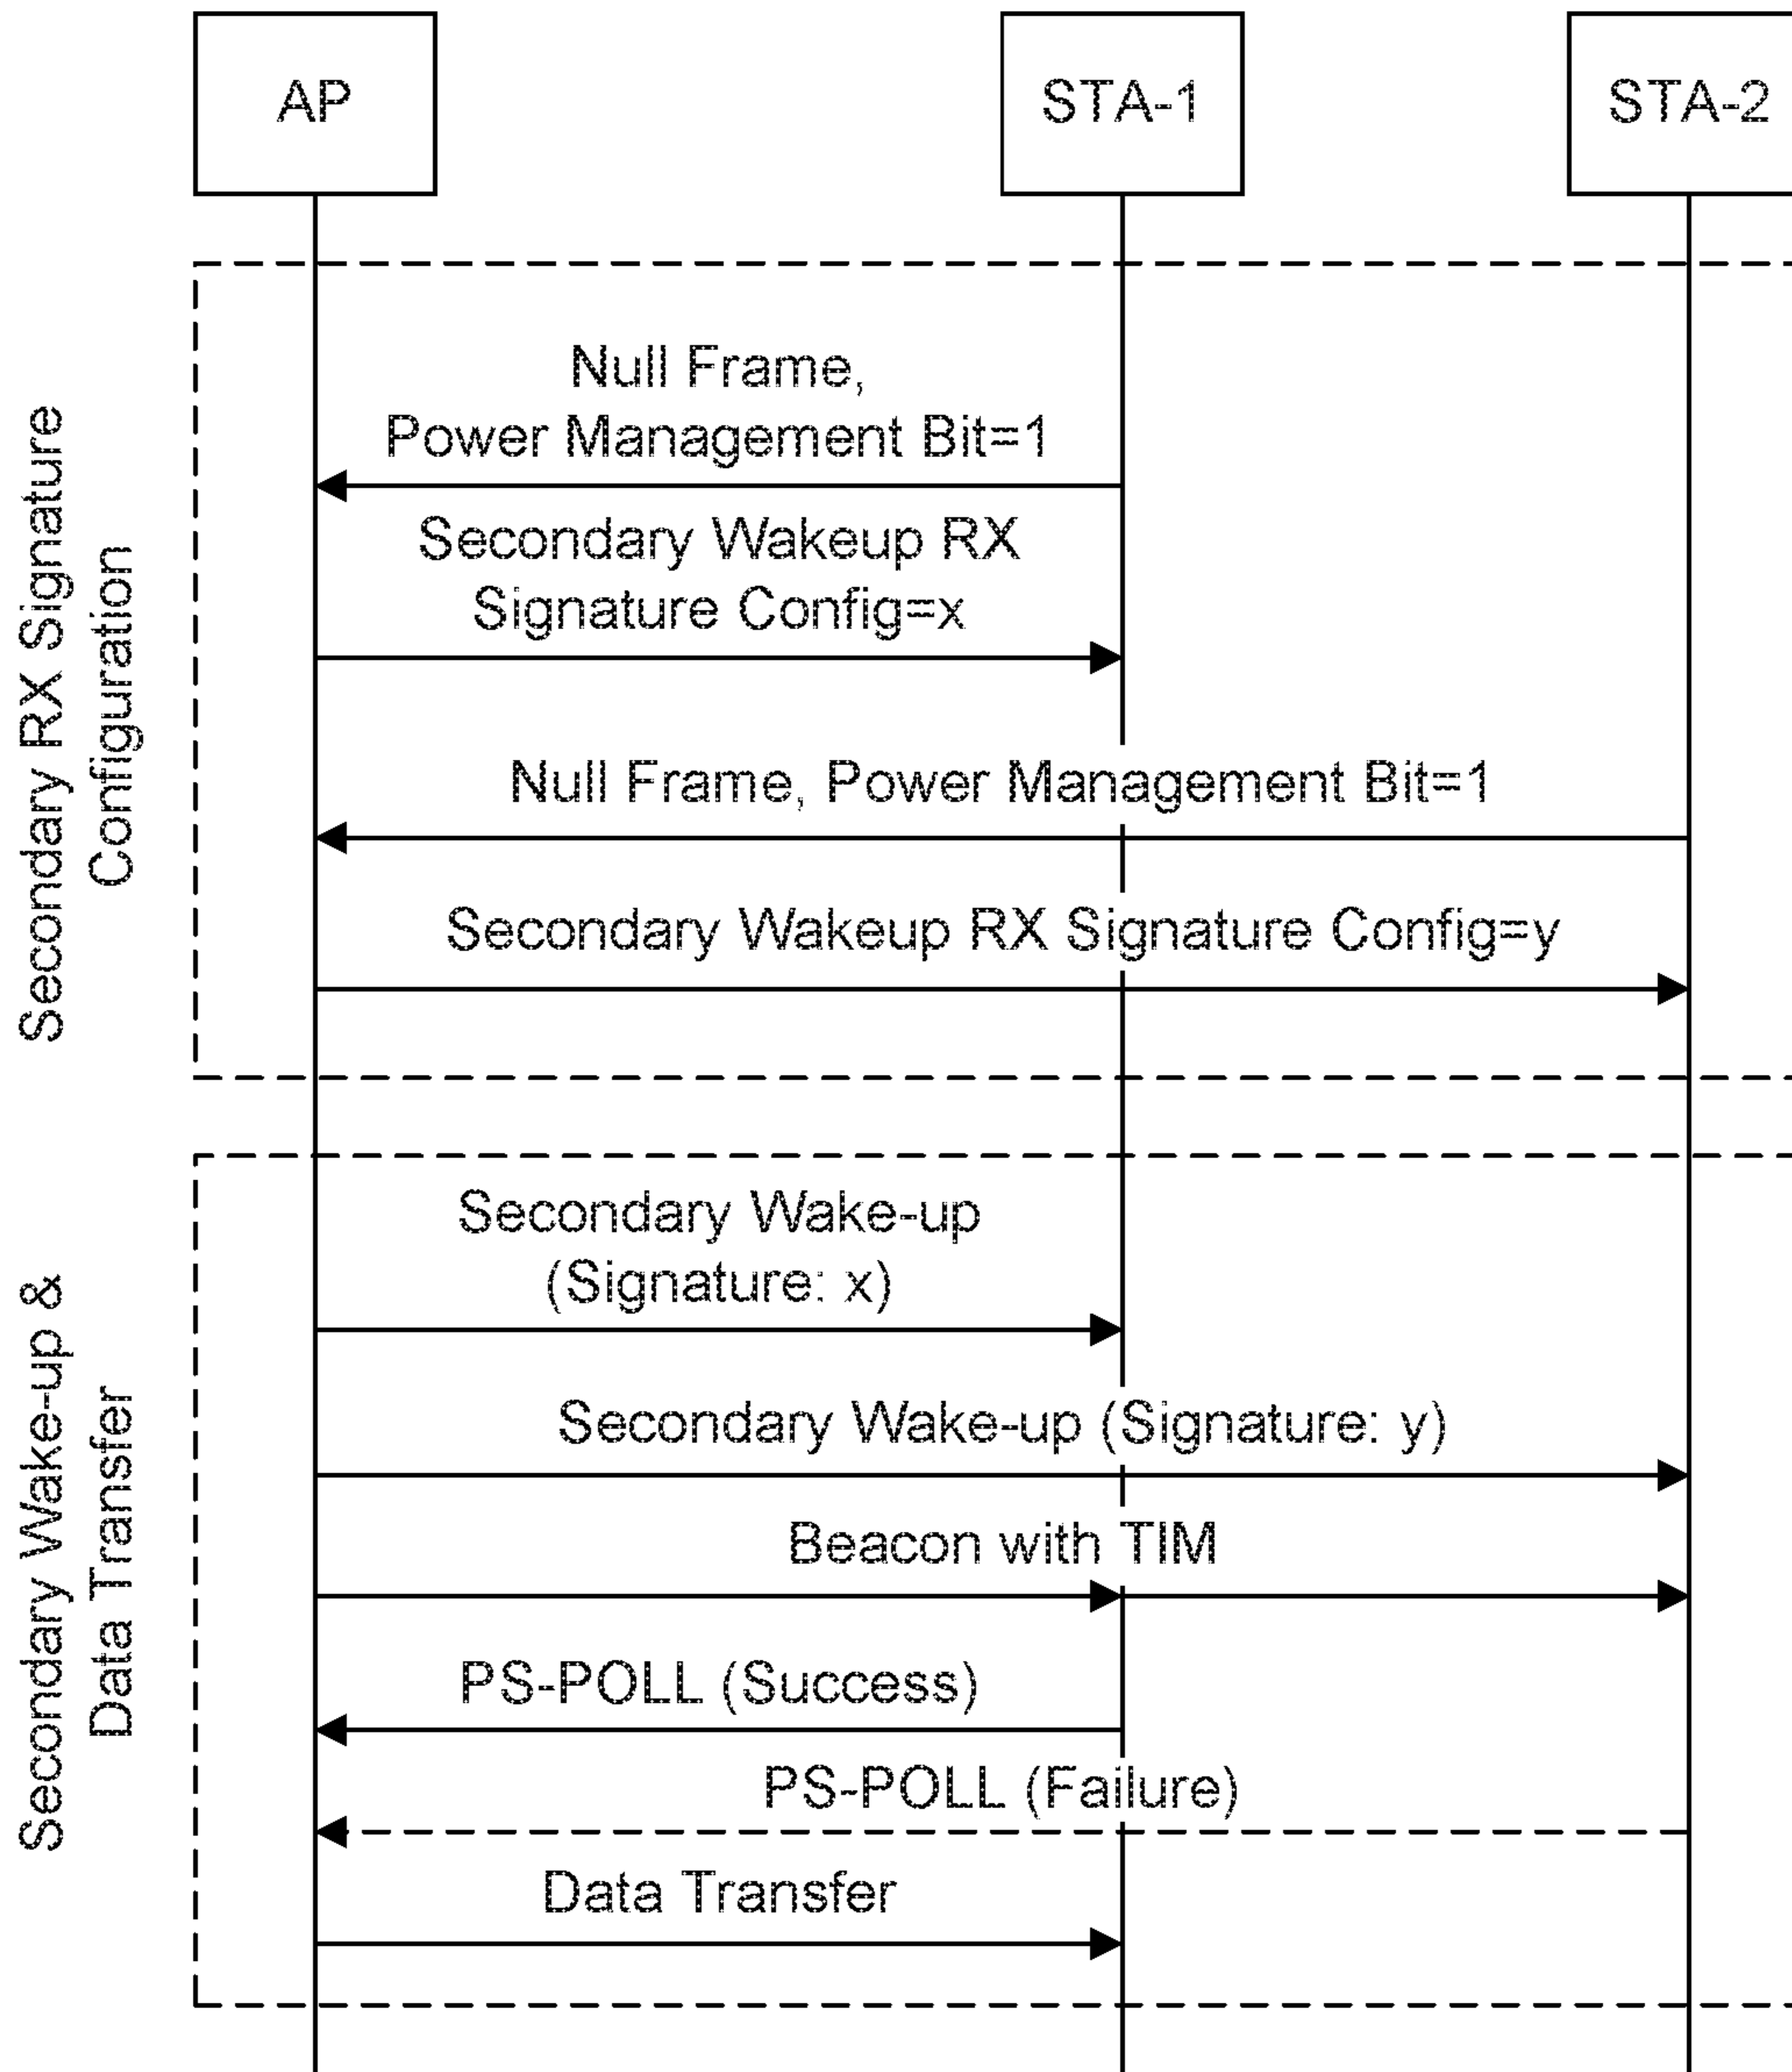 AP
STA-1
STA-2
Secondary RX Signature
Configuration
Null Frame,
Power Management Bit=1
Secondary Wakeup RX
Signature Config=x
Null Frame, Power Management Bit=1
Secondary Wakeup RX Signature Config=y
Secondary Wake-up &
Data Transfer
Secondary Wake-up
(Signature: x)
Secondary Wake-up (Signature: y)
Beacon with TIM
PS-POLL (Success)
PS-POLL (Failure)
Data Transfer